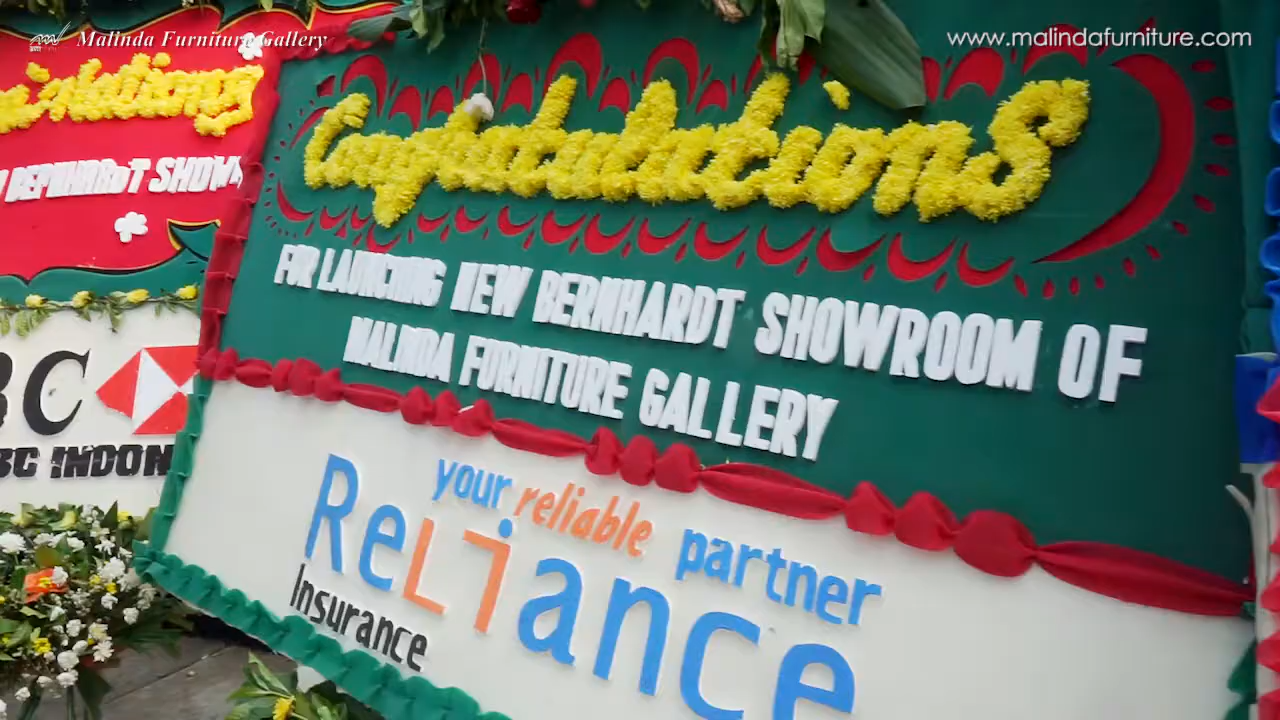 Malinda Furniture Gallery
www.malindafurniture.com
Congratulations
FOR LAUNCHING NEW BERNHARDT SHOWROOM OF
MALINDA FURNITURE GALLERY
your reliable partner
Reliance
Insurance
BERNHARDT SHOW
BC
BC INDON